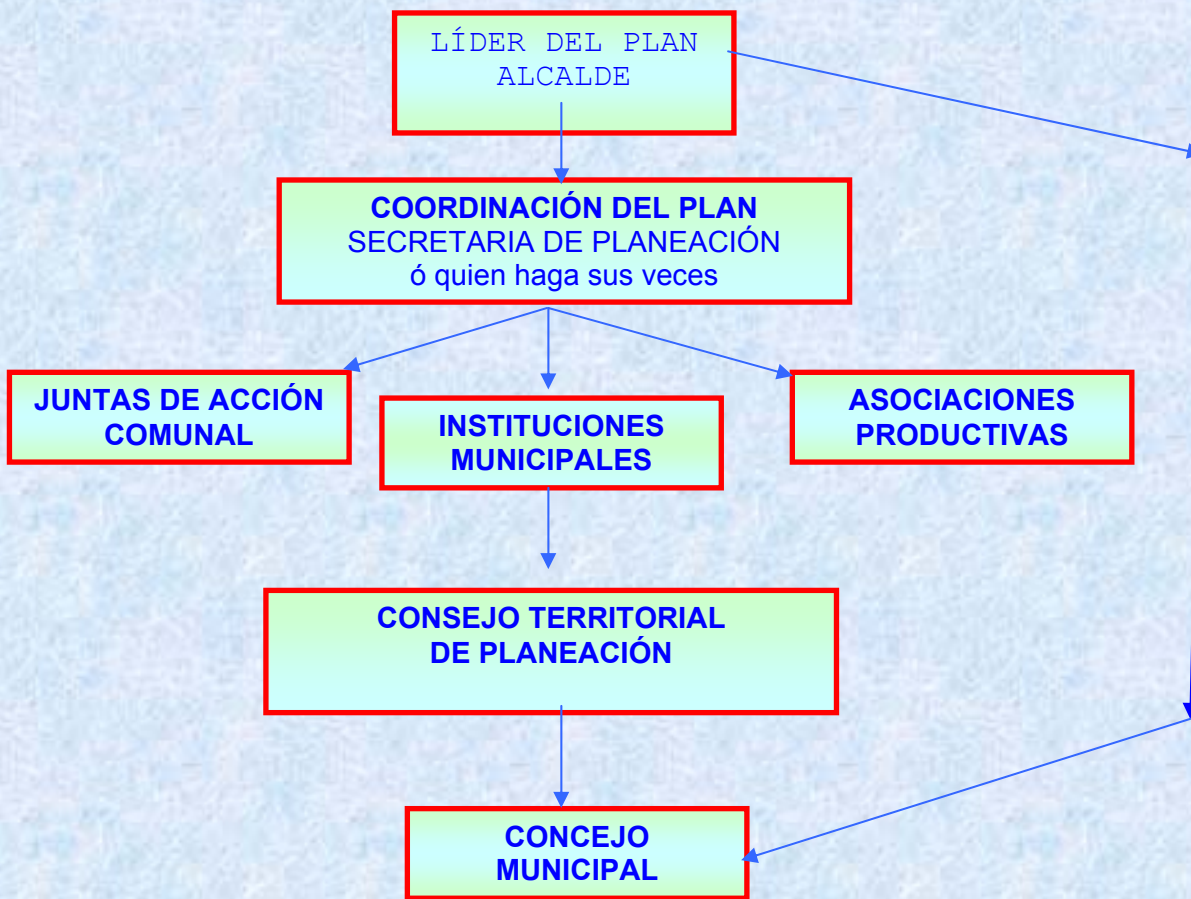 LÍDER DEL PLAN
ALCALDE
COORDINACIÓN DEL PLAN
SECRETARIA DE PLANEACIÓN
ó quien haga sus veces
JUNTAS DE ACCIÓN
COMUNAL
INSTITUCIONES
MUNICIPALES
ASOCIACIONES
PRODUCTIVAS
CONSEJO TERRITORIAL
DE PLANEACIÓN
CONCEJO
MUNICIPAL